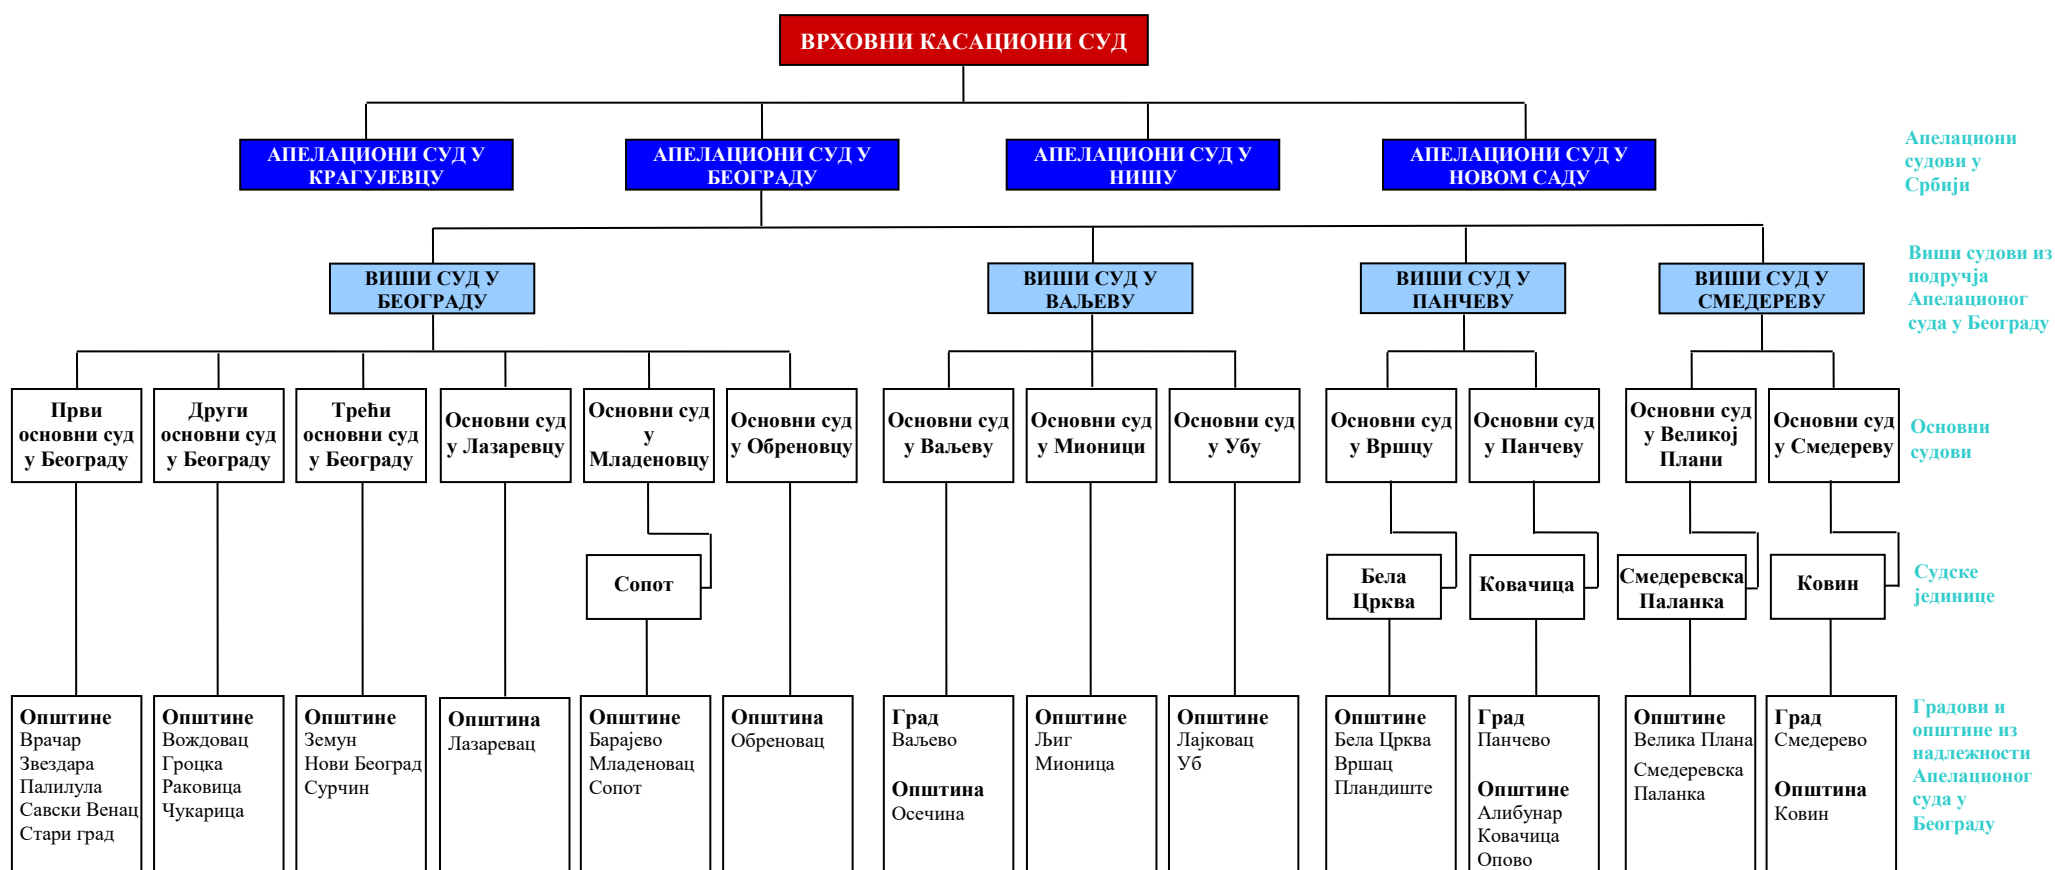 ВРХОВНИ КАСАЦИОНИ СУД
АПЕЛАЦИОНИ СУД У
КРАГУЈЕВЦУ
АПЕЛАЦИОНИ СУД У
БЕОГРАДУ
АПЕЛАЦИОНИ СУД У
НИШУ
АПЕЛАЦИОНИ СУД У
НОВОМ САДУ
Апелациони
судови у
Србији
ВИШИ СУД У
БЕОГРАДУ
ВИШИ СУД У
ВАЉЕВУ
ВИШИ СУД У
ПАНЧЕВУ
ВИШИ СУД У
СМЕДЕРЕВУ
Виши судови из
подручја
Апелационог
суда у Београду
Први
основни суд
у Београду
Други
основни суд
у Београду
Трећи
основни суд
у Београду
Основни суд
у Лазаревцу
Основни суд
у
Младеновцу
Основни суд
у Обреновцу
Основни суд
у Ваљеву
Основни суд
у Мионици
Основни суд
у Убу
Основни суд
у Вршцу
Основни суд
у Панчеву
Основни суд
у Великој
Плани
Основни суд
у Смедереву
Основни
судови
Сопот
Бела
Црква
Ковачица
Смедеревска
Паланка
Ковин
Судске
јединице
Општине
Врачар
Звездара
Палилула
Савски Венац
Стари град
Општине
Вождовац
Гроцка
Раковица
Чукарица
Општине
Земун
Нови Београд
Сурчин
Општина
Лазаревац
Општине
Барајево
Младеновац
Сопот
Општина
Обреновац
Град
Ваљево
Општина
Осечина
Општине
Љиг
Мионица
Општине
Лајковац
Уб
Општине
Бела Црква
Вршац
Пландиште
Град
Панчево
Општине
Алибунар
Ковачица
Опово
Општине
Велика Плана
Смедеревска
Паланка
Град
Смедерево
Општина
Ковин
Градови и
општине из
надлежности
Апелационог
суда у
Београду